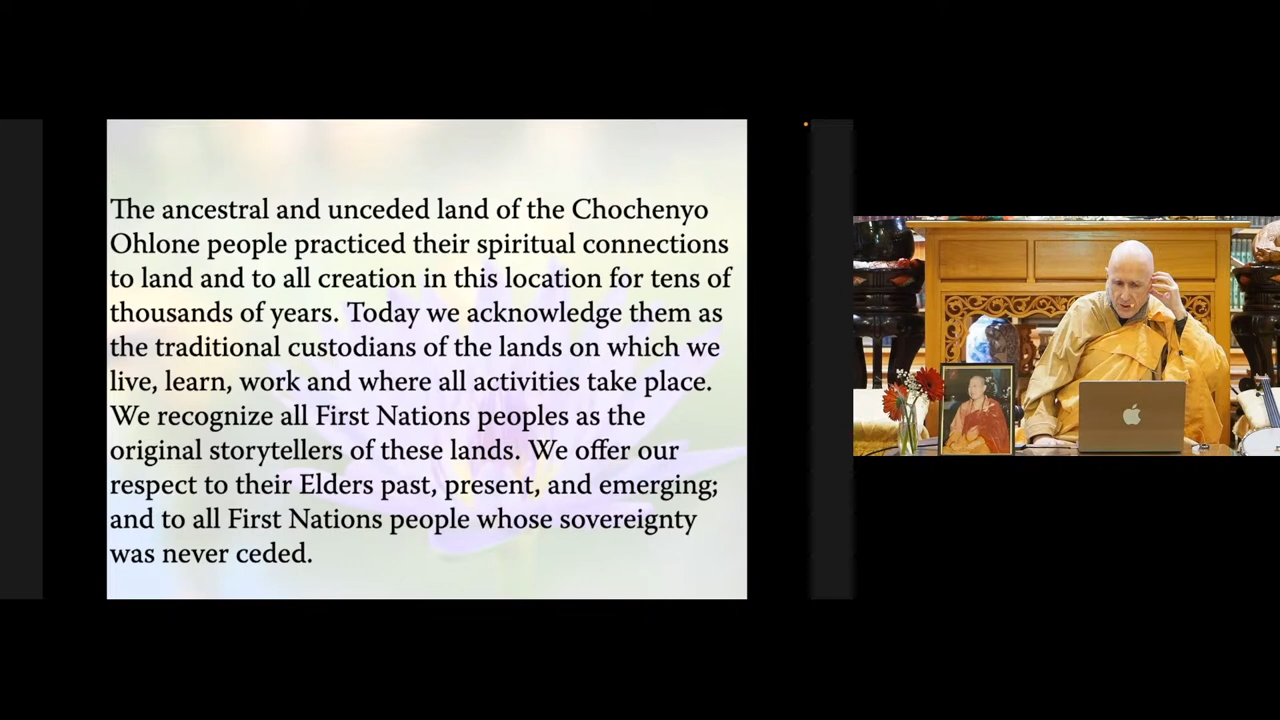 The ancestral and unceded land of the Chochenyo
Ohlone people practiced their spiritual connections
to land and to all creation in this location for tens of
thousands of years. Today we acknowledge them as
the traditional custodians of the lands on which we
live, learn, work and where all activities take place.
We recognize all First Nations peoples as the
original storytellers of these lands. We offer our
respect to their Elders past, present, and emerging;
and to all First Nations people whose sovereignty
was never ceded.